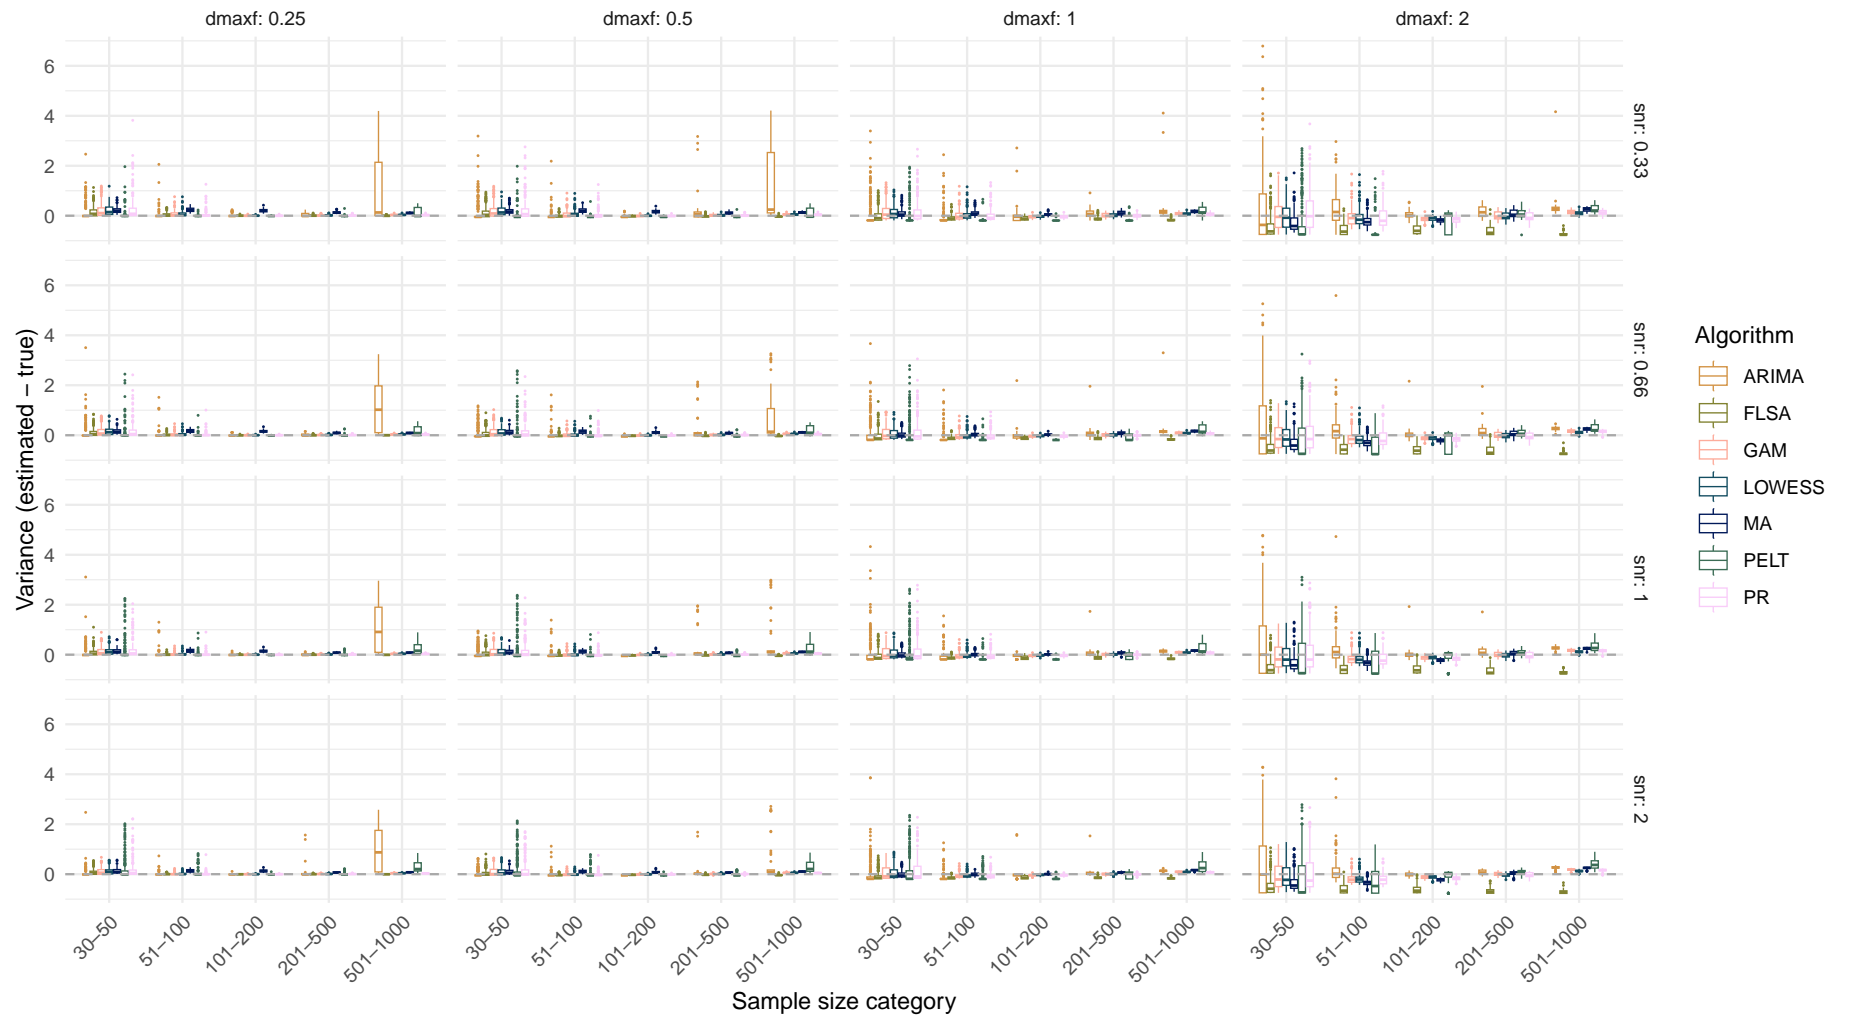 dmaxf: 0.25
dmaxf: 0.5
dmaxf: 1
dmaxf: 2
6
4
2
0
snr: 0.33
6
4
2
0
snr: 0.66
6
4
2
0
snr: 1
6
4
2
0
snr: 2
Variance (estimated − true)
30−50
51−100
101−200
201−500
501−1000
30−50
51−100
101−200
201−500
501−1000
30−50
51−100
101−200
201−500
501−1000
30−50
51−100
101−200
201−500
501−1000
Sample size category
Algorithm
ARIMA
FLSA
GAM
LOWESS
MA
PELT
PR